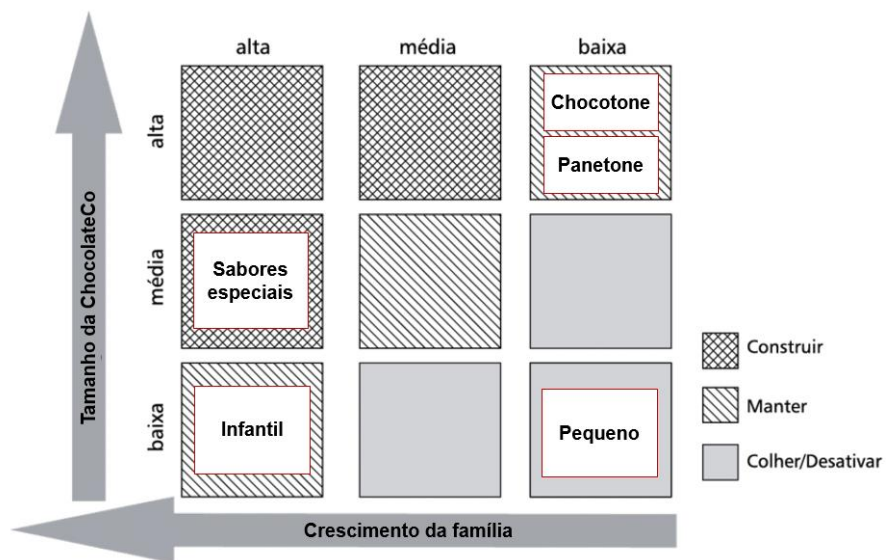 alta
média
baixa
Tamanho da ChocolateCo
alta
Chocotone
Panetone
média
Sabores
especiais
baixa
Infantil
Pequeno
Construir
Manter
Colher/Desativar
Crescimento da família